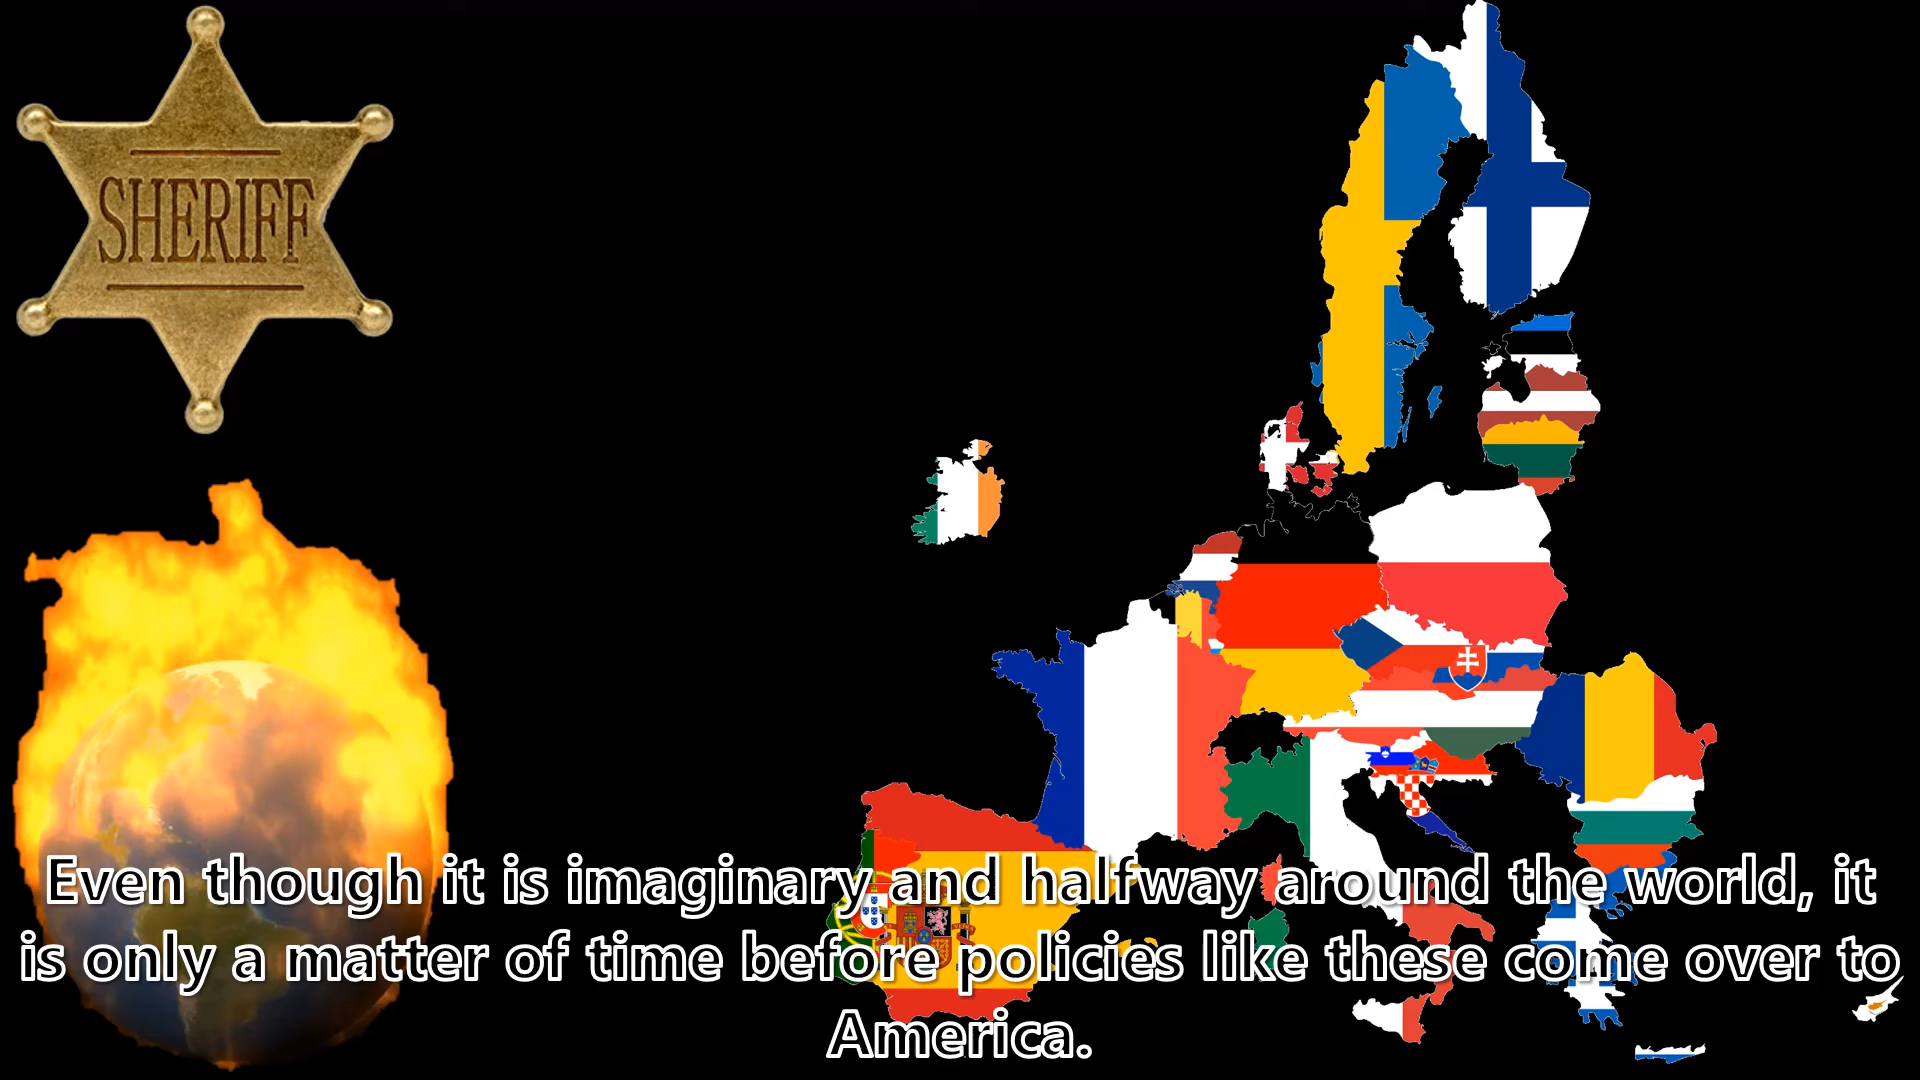 SHERIFF
Even though it is imaginary and halfway around the world, it
is only a matter of time before policies like these come over to
America.